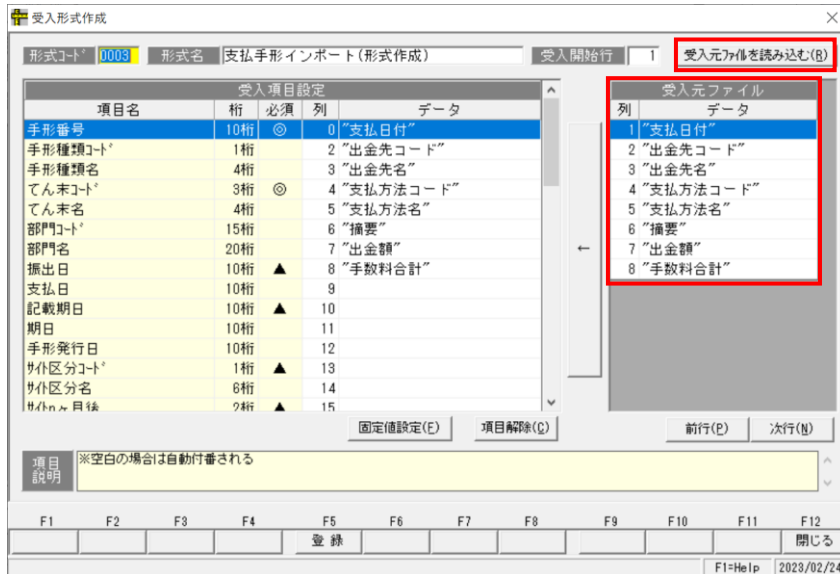 受入形式作成
形式ｺｰﾄﾞ 0003 形式名 支払手形インポート(形式作成) 受入開始行 1 受入元ﾌｧｲﾙを読み込む(R)
受入項目設定
項目名 桁 必須 列 データ
手形番号 10桁 ◎ 0 "支払日付"
手形種類ｺｰﾄﾞ 1桁 2 "出金先コード"
手形種類名 4桁 3 "出金先名"
てん末ｺｰﾄﾞ 3桁 ◎ 4 "支払方法コード"
てん末名 4桁 5 "支払方法名"
部門ｺｰﾄﾞ 15桁 6 "摘要"
部門名 20桁 7 "出金額"
振出日 10桁 ▲ 8 "手数料合計"
支払日 10桁 9
記載期日 10桁 ▲ 10
期日 10桁 11
手形発行日 10桁 12
ｻｲﾄ区分ｺｰﾄﾞ 1桁 ▲ 13
ｻｲﾄ区分名 6桁 14
ｻｲﾄnヶ月後 2桁 ▲ 15
←
受入元ファイル
列 データ
1 "支払日付"
2 "出金先コード"
3 "出金先名"
4 "支払方法コード"
5 "支払方法名"
6 "摘要"
7 "出金額"
8 "手数料合計"
固定値設定(F) 項目解除(C) 前行(P) 次行(N)
項目説明 ※空白の場合は自動付番される
F1 F2 F3 F4 F5 F6 F7 F8 F9 F10 F11 F12
登録 閉じる
F1=Help 2023/02/24